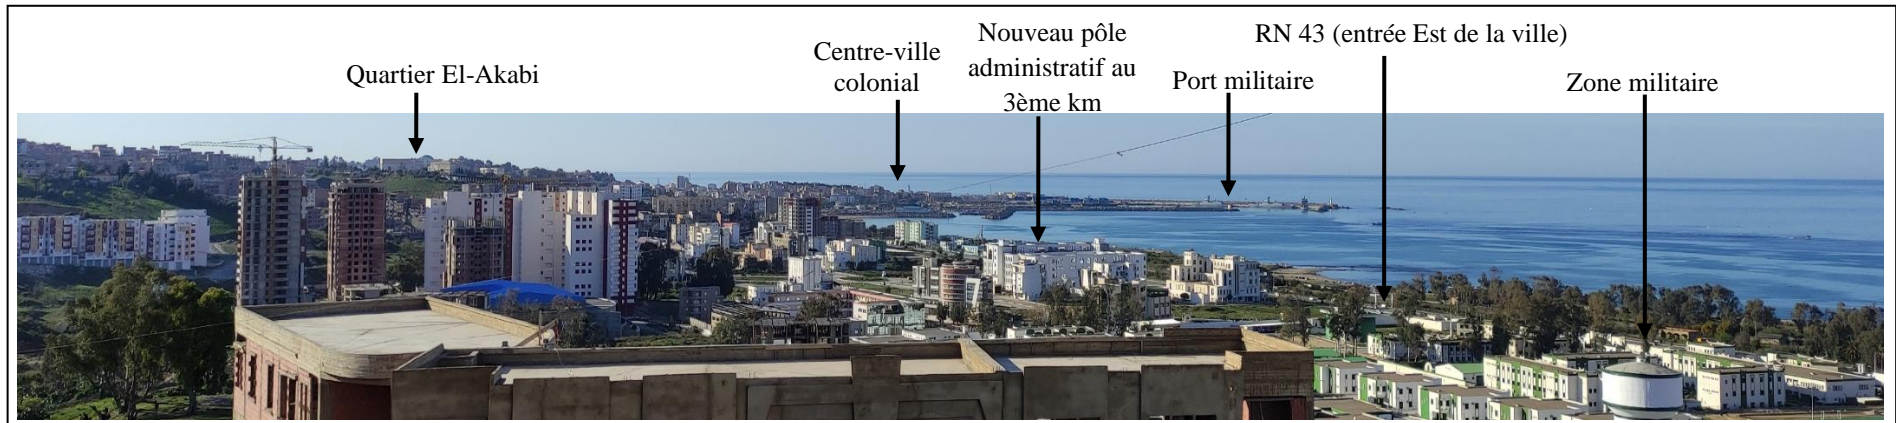 Quartier El-Akabi
Centre-ville
colonial
Nouveau pôle
administratif au
3ème km
Port militaire
RN 43 (entrée Est de la ville)
Zone militaire